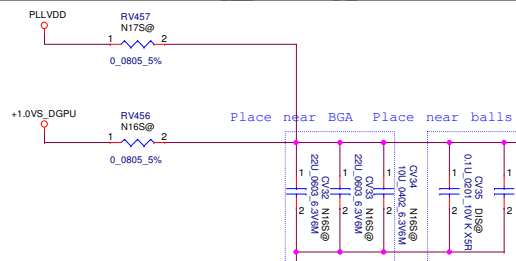 PLLVDD
RV457
N17S@
1
2
0_0805_5%
+1.0VS_DGPU
RV456
N16S@
1
2
0_0805_5%
Place near BGA
Place near balls
1
2
CV32 N16S@
22U_0603_6.3V6M
1
2
CV33 N16S@
22U_0603_6.3V6M
1
2
CV34 N16S@
10U_0402_6.3V6M
1
2
CV35 DIS@
0.1U_0201_10V K X5R
1
2